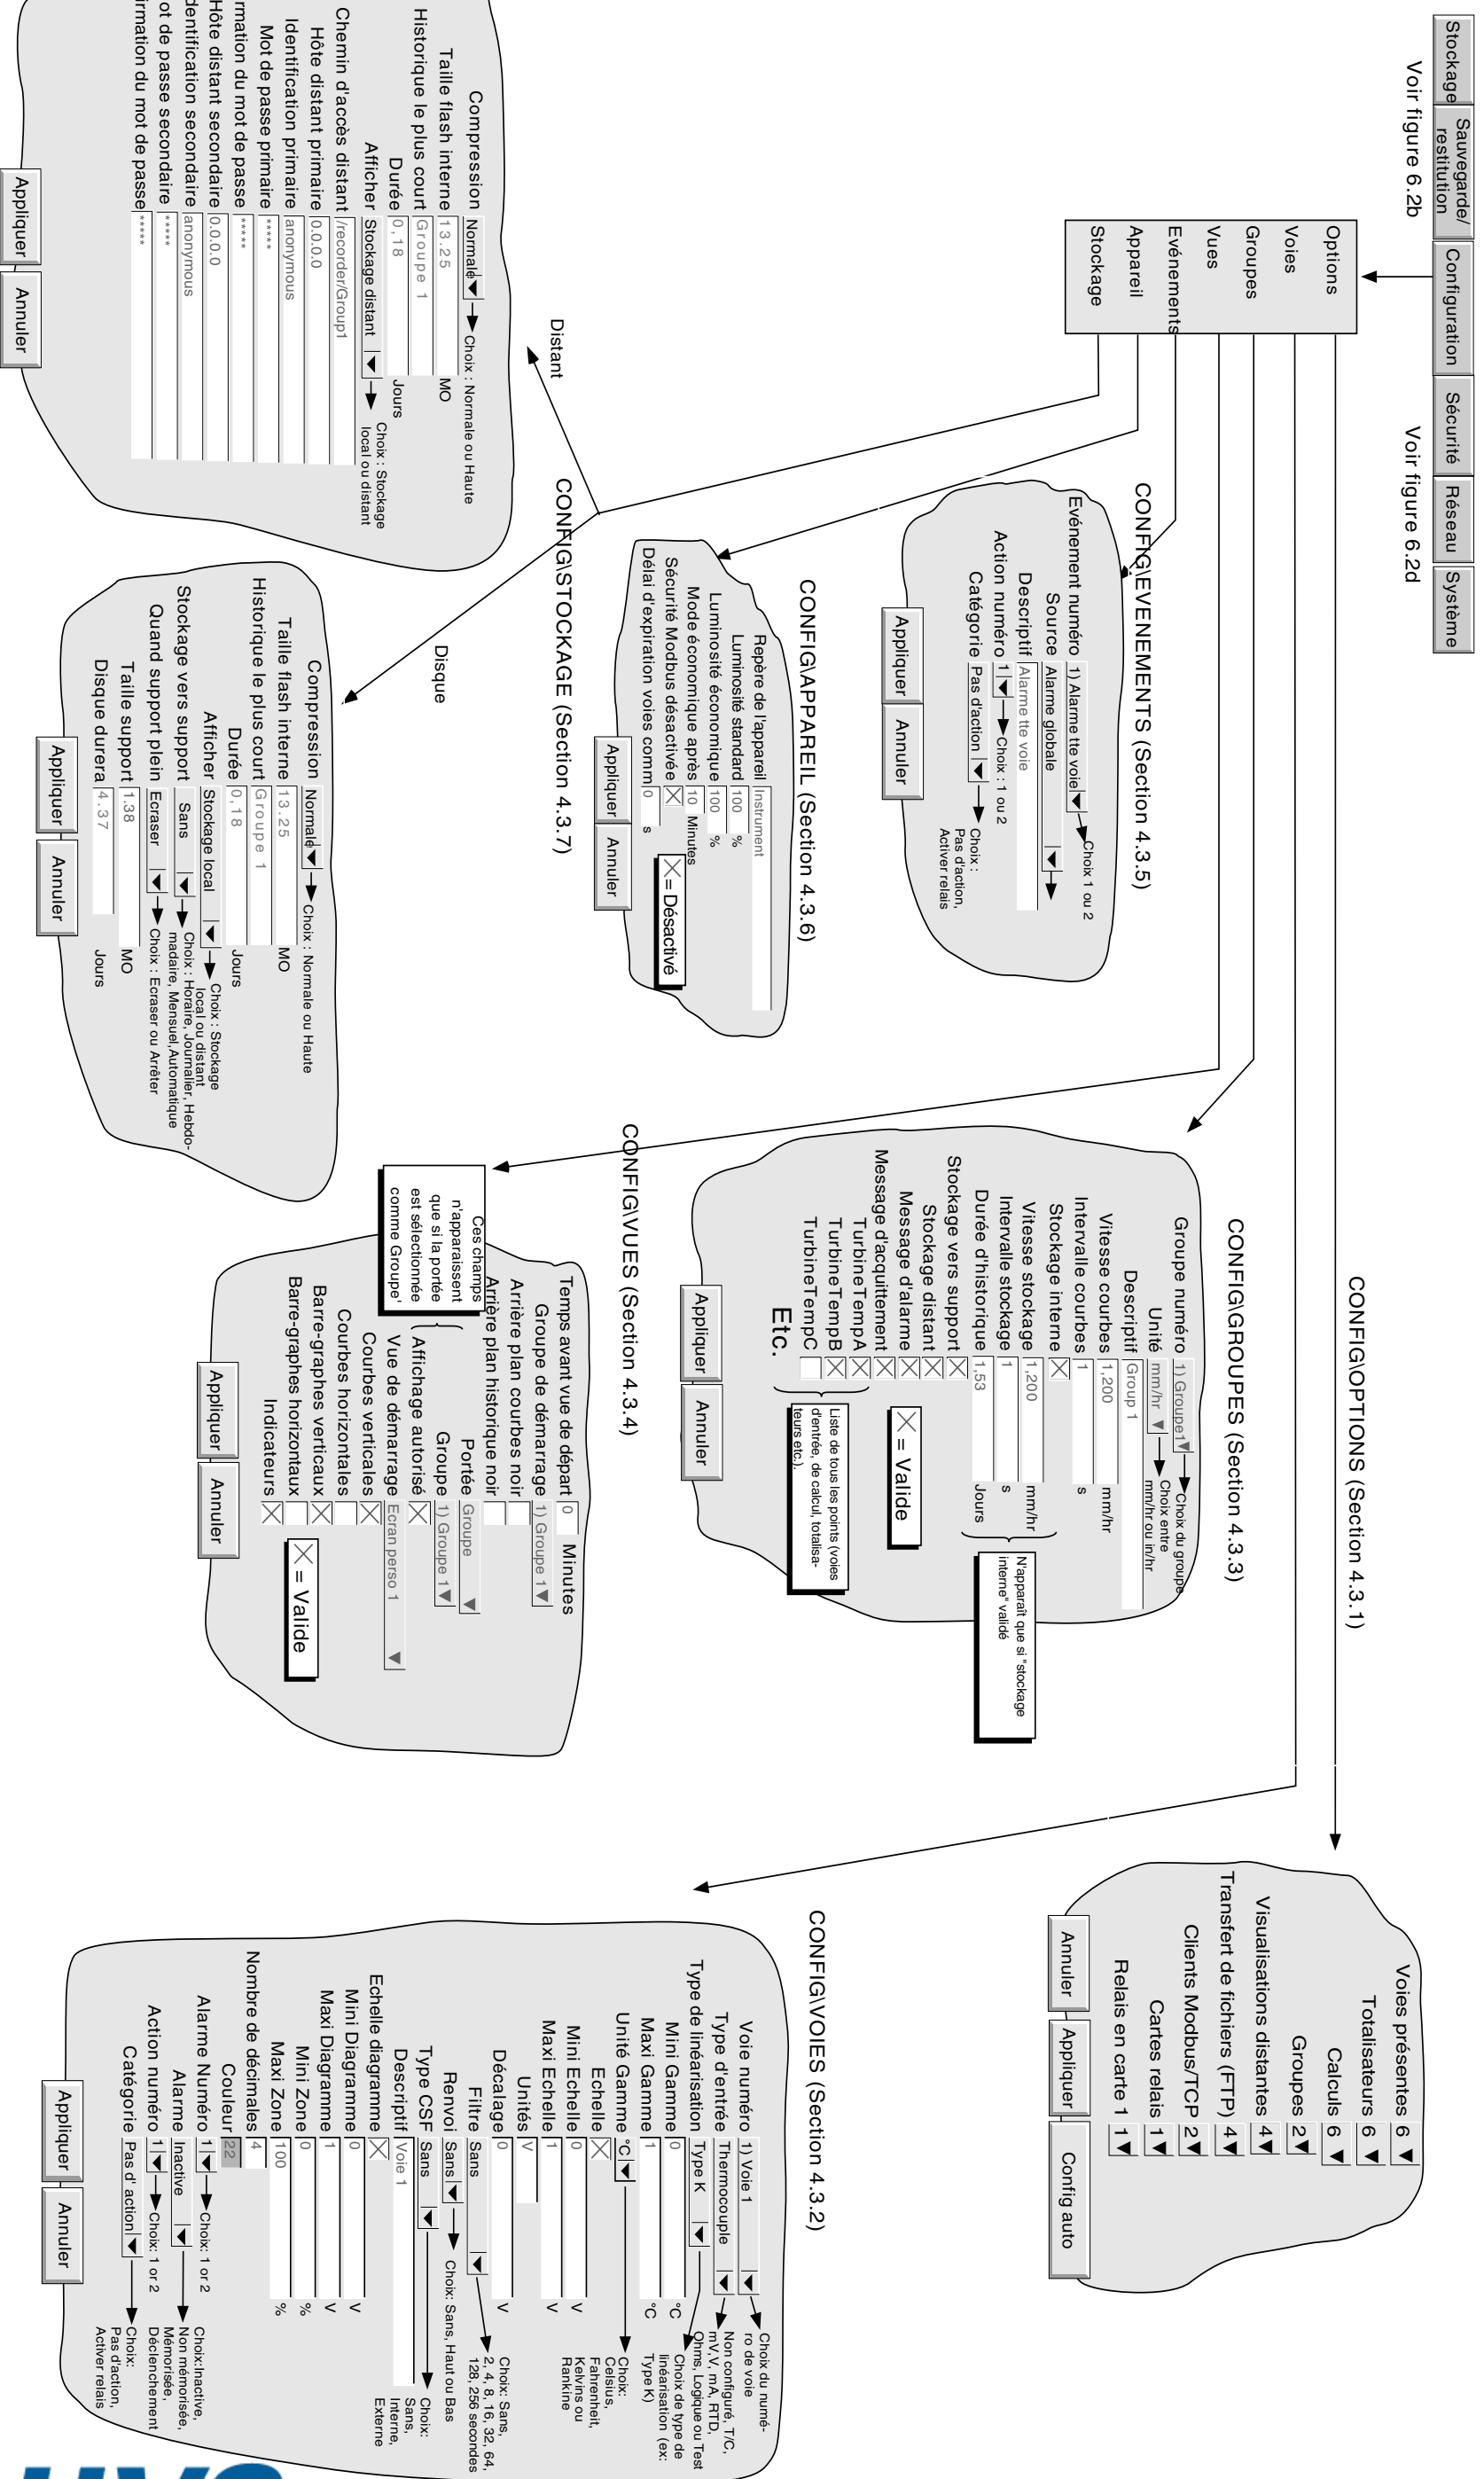 Stockage
Sauvegarde/
restitution
Configuration
Sécurité
Réseau
Système
Voir figure 6.2b
Voir figure 6.2d
Options
Voies
Groupes
Vues
Evénements
Appareil
Stockage
CONFIG\OPTIONS (Section 4.3.1)
Voies présentes 6
Totalisateurs 6
Calculs 6
Groupes 2
Visualisations distantes 4
Transfert de fichiers (FTP) 4
Clients Modbus/TCP 2
Cartes relais 1
Relais en carte 1 1
Annuler
Appliquer
Config auto
CONFIG\GROUPES (Section 4.3.3)
Groupe numéro 1) Groupe1
Choix du groupe
Unité mm/hr
Choix entre
mm/hr ou in/hr
Descriptif Group 1
Vitesse courbes 1,200 mm/hr
Intervalle courbes 1 s
Stockage interne
Vitesse stockage 1,200 mm/hr
Intervalle stockage 1 s
Durée d'historique 1,53 Jours
N'apparaît que si "stockage
interne" validé
Stockage vers support
Stockage distant
Message d'alarme
Message d'acquittement
= Valide
TurbineTempA
TurbineTempB
TurbineTempC
Etc.
Liste de tous les points (voies
d'entrée, de calcul, totalisa-
teurs etc.).
Appliquer
Annuler
CONFIG\EVENEMENTS (Section 4.3.5)
Evénement numéro 1) Alarme tte voie
Choix 1 ou 2
Source Alarme globale
Descriptif Alarme tte voie
Action numéro 1
Choix : 1 ou 2
Catégorie Pas d'action
Choix :
Pas d'action,
Activer relais
Appliquer
Annuler
CONFIG\APPAREIL (Section 4.3.6)
Repère de l'appareil Instrument
Luminosité standard 100 %
Luminosité économique 100 %
Mode économique après 10 Minutes
Sécurité Modbus désactivée
= Désactivé
Délai d'expiration voies comm 0 s
Appliquer
Annuler
CONFIG\VOIES (Section 4.3.2)
Voie numéro 1) Voie 1
Choix du numé-
ro de voie
Type d'entrée Thermocouple
Non configuré, T/C,
mV,V, mA, RTD,
Ohms, Logique ou Test
Type de linéarisation Type K
Choix de type de
linéarisation (ex:
Type K)
Mini Gamme 0 °C
Maxi Gamme 1 °C
Unité Gamme °C
Choix:
Celsius,
Fahrenheit,
Kelvins ou
Rankine
Echelle
Mini Echelle 0 V
Maxi Echelle 1 V
Unités V
Décalage 0 V
Filtre Sans
Choix: Sans,
2, 4, 8, 16, 32, 64,
128, 256 secondes
Renvoi Sans
Choix: Sans, Haut ou Bas
Type CSF Sans
Choix:
Sans,
Interne,
Externe
Descriptif Voie 1
Echelle diagramme
Mini Diagramme 0 V
Maxi Diagramme 1 V
Mini Zone 0 %
Maxi Zone 100 %
Nombre de décimales 4
Couleur 22
Alarme Numéro 1
Choix: 1 or 2
Alarme Inactive
Choix:Inactive,
Non mémorisée,
Mémorisée,
Déclenchement
Action numéro 1
Choix: 1 or 2
Catégorie Pas d' action
Choix:
Pas d'action,
Activer relais
Appliquer
Annuler
CONFIG\VUES (Section 4.3.4)
Temps avant vue de départ 0 Minutes
Groupe de démarrage 1) Groupe 1
Arrière plan courbes noir
Arrière plan historique noir
Portée Groupe
Groupe 1) Groupe 1
Ces champs
n'apparaissent
que si la portée
est sélectionnée
comme Groupe'
Affichage autorisé
Vue de démarrage Ecran perso 1
Courbes verticales
Courbes horizontales
Barre-graphes verticaux
Barre-graphes horizontaux
Indicateurs
= Valide
Appliquer
Annuler
CONFIG\STOCKAGE (Section 4.3.7)
Distant
Disque
Compression Normale
Choix : Normale ou Haute
Taille flash interne 13.25 MO
Historique le plus court Groupe 1
Durée 0,18 Jours
Afficher Stockage distant
Choix : Stockage
local ou distant
Chemin d'accès distant /recorder/Group1
Hôte distant primaire 0.0.0.0
Identification primaire anonymous
Mot de passe primaire *****
rmation du mot de passe *****
Hôte distant secondaire 0.0.0.0
dentification secondaire anonymous
ot de passe secondaire *****
irmation du mot de passe *****
Appliquer
Annuler
Compression Normale
Choix : Normale ou Haute
Taille flash interne 13.25 MO
Historique le plus court Groupe 1
Durée 0,18 Jours
Afficher Stockage local
Choix : Stockage
local ou distant
Stockage vers support Sans
Choix : Horaire, Journalier, Hebdo-
madaire, Mensuel,Automatique
Quand support plein Ecraser
Choix : Ecraser ou Arrêter
Taille support 1.38 MO
Disque durera 4.37 Jours
Appliquer
Annuler